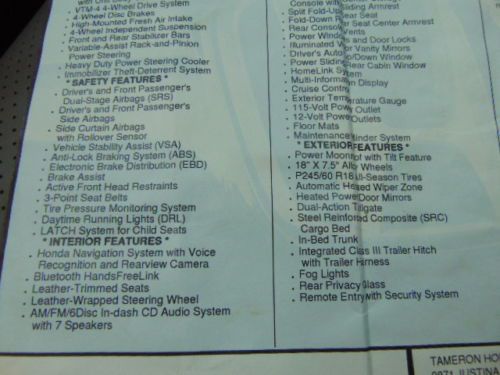 VTM-4 4-Wheel Drive System
• 4-Wheel Disc Brakes
• High-Mounted Fresh Air Intake
• 4-Wheel Independent Suspension
• Front and Rear Stabilizer Bars
• Variable-Assist Rack-and-Pinion
Power Steering
• Heavy Duty Power Steering Cooler
• Immobilizer Theft-Deterrent System
* SAFETY FEATURES *
• Driver's and Front Passenger's
Dual-Stage Airbags (SRS)
• Driver's and Front Passenger's
Side Airbags
• Side Curtain Airbags
with Rollover Sensor
• Vehicle Stability Assist (VSA)
• Anti-Lock Braking System (ABS)
• Electronic Brake Distribution (EBD)
• Brake Assist
• Active Front Head Restraints
• 3-Point Seat Belts
• Tire Pressure Monitoring System
• Daytime Running Lights (DRL)
• LATCH System for Child Seats
* INTERIOR FEATURES *
• Honda Navigation System with Voice
Recognition and Rearview Camera
• Bluetooth HandsFreeLink
• Leather-Trimmed Seats
• Leather-Wrapped Steering Wheel
• AM/FM/6Disc In-dash CD Audio System
with 7 Speakers
Console with Sliding Armrest
• Split Fold-Up Rear Seat
• Fold-Down Rear Seat Center Armrest
• Rear Console Vents
• Power Windows and Door Locks
• Illuminated Vanity Mirrors
• Driver's Auto Up/Down Window
• Power Sliding Rear Cabin Window
• HomeLink System
• Multi-Information Display
• Cruise Control
• Exterior Temperature Gauge
• 115-Volt Power Outlet
• 12-Volt Power Outlets
• Floor Mats
• Maintenance Minder System
* EXTERIOR FEATURES *
• Power Moonroof with Tilt Feature
• 18" X 7.5" Alloy Wheels
• P245/60 R18 All-Season Tires
• Automatic Heated Wiper Zone
• Heated Power Door Mirrors
• Dual-Action Tailgate
• Steel Reinforced Composite (SRC)
Cargo Bed
• In-Bed Trunk
• Integrated Class III Trailer Hitch
with Trailer Harness
• Fog Lights
• Rear Privacy Glass
• Remote Entry with Security System
TAMERON HO